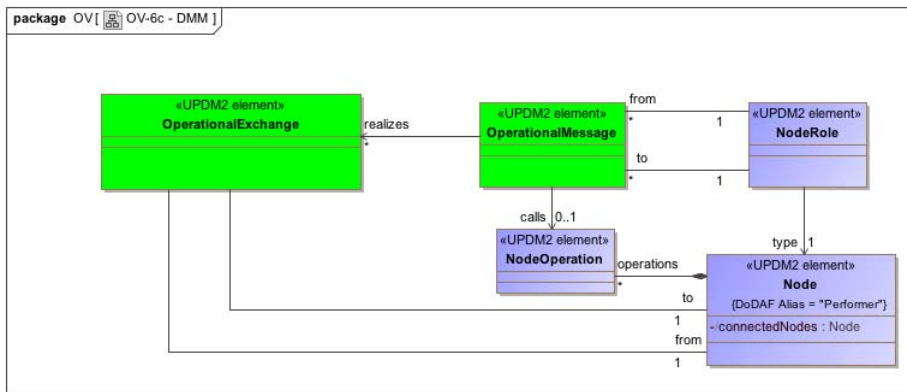 package OV[ OV-6c - DMM ]
«UPDM2 element»
OperationalExchange
realizes
*
«UPDM2 element»
OperationalMessage
from
*
1
to
*
1
«UPDM2 element»
NodeRole
calls 0..1
«UPDM2 element»
NodeOperation
operations
*
type 1
«UPDM2 element»
Node
{DoDAF Alias = "Performer"}
-/connectedNodes : Node
to
1
from
1